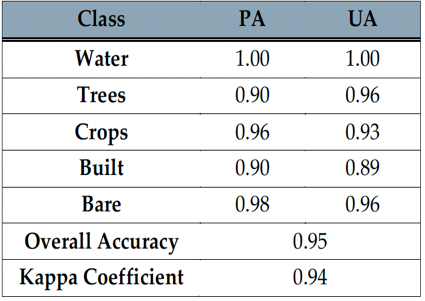 Class PA UA
Water 1.00 1.00
Trees 0.90 0.96
Crops 0.96 0.93
Built 0.90 0.89
Bare 0.98 0.96
Overall Accuracy 0.95
Kappa Coefficient 0.94